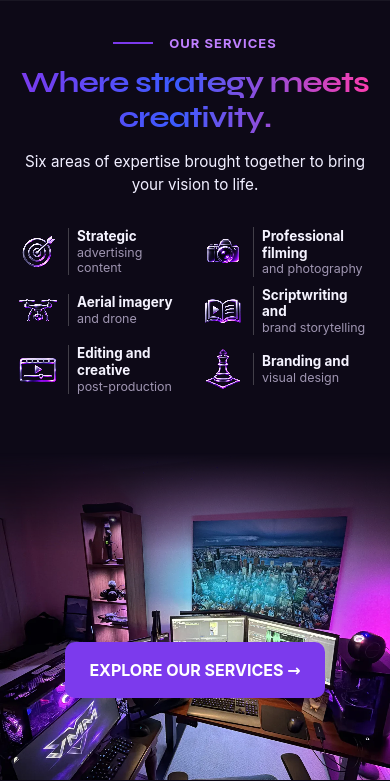 OUR SERVICES
Where strategy meets
creativity.
Six areas of expertise brought together to bring
your vision to life.
Strategic
advertising
content
Professional
filming
and photography
Aerial imagery
and drone
Scriptwriting
and
brand storytelling
Editing and
creative
post-production
Branding and
visual design
EXPLORE OUR SERVICES →